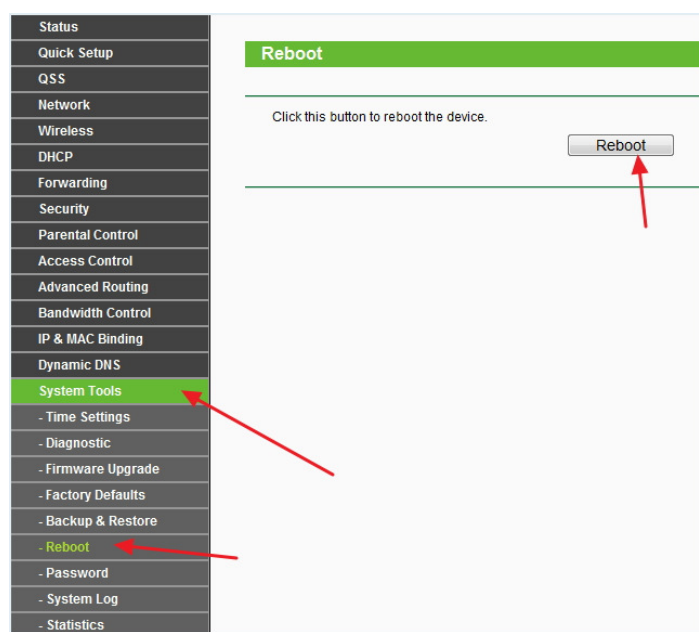 Status
Quick Setup
QSS
Network
Wireless
DHCP
Forwarding
Security
Parental Control
Access Control
Advanced Routing
Bandwidth Control
IP & MAC Binding
Dynamic DNS
System Tools
- Time Settings
- Diagnostic
- Firmware Upgrade
- Factory Defaults
- Backup & Restore
- Reboot
- Password
- System Log
- Statistics
Reboot
Click this button to reboot the device.
Reboot